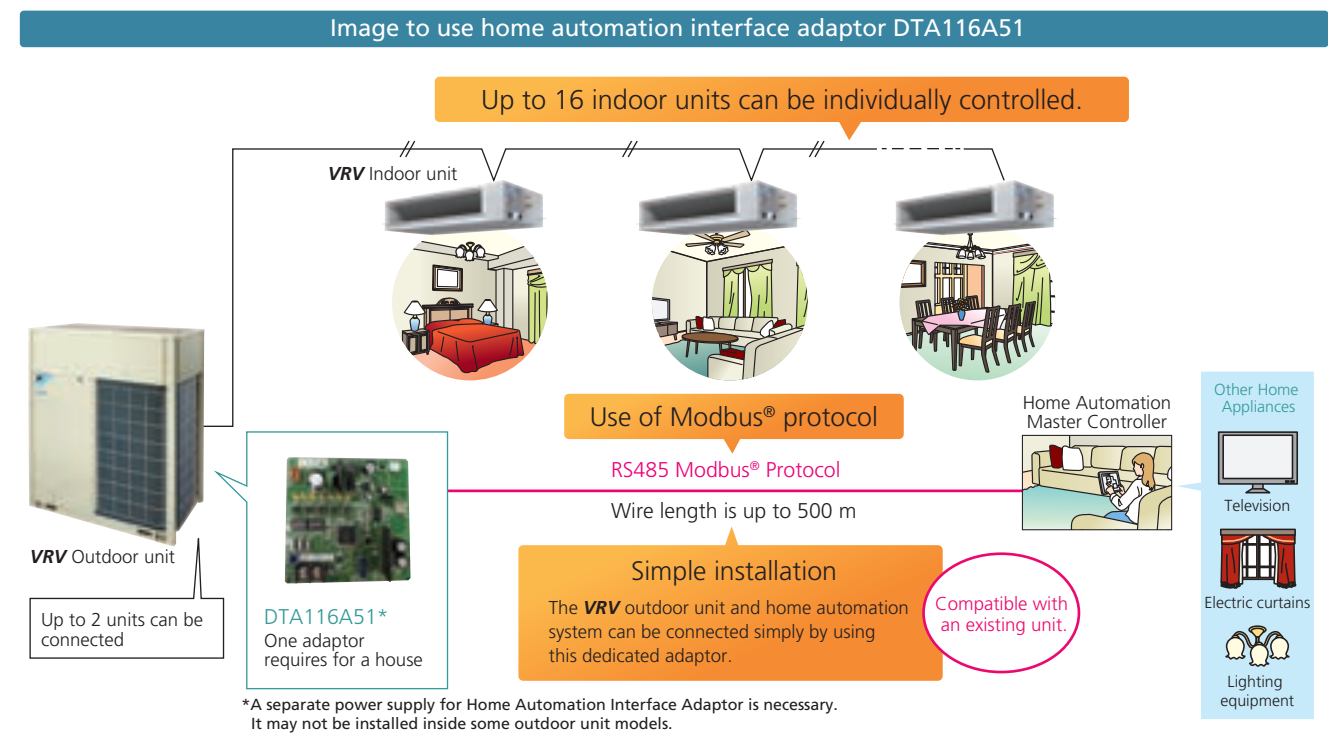 Image to use home automation interface adaptor DTA116A51
Up to 16 indoor units can be individually controlled.
VRV Indoor unit
Use of Modbus® protocol
RS485 Modbus® Protocol
Wire length is up to 500 m
Home Automation
Master Controller
Other Home
Appliances
Television
Electric curtains
Lighting
equipment
VRV Outdoor unit
Up to 2 units can be
connected
DTA116A51*
One adaptor
requires for a house
Simple installation
The VRV outdoor unit and home automation
system can be connected simply by using
this dedicated adaptor.
Compatible with
an existing unit.
*A separate power supply for Home Automation Interface Adaptor is necessary.
It may not be installed inside some outdoor unit models.